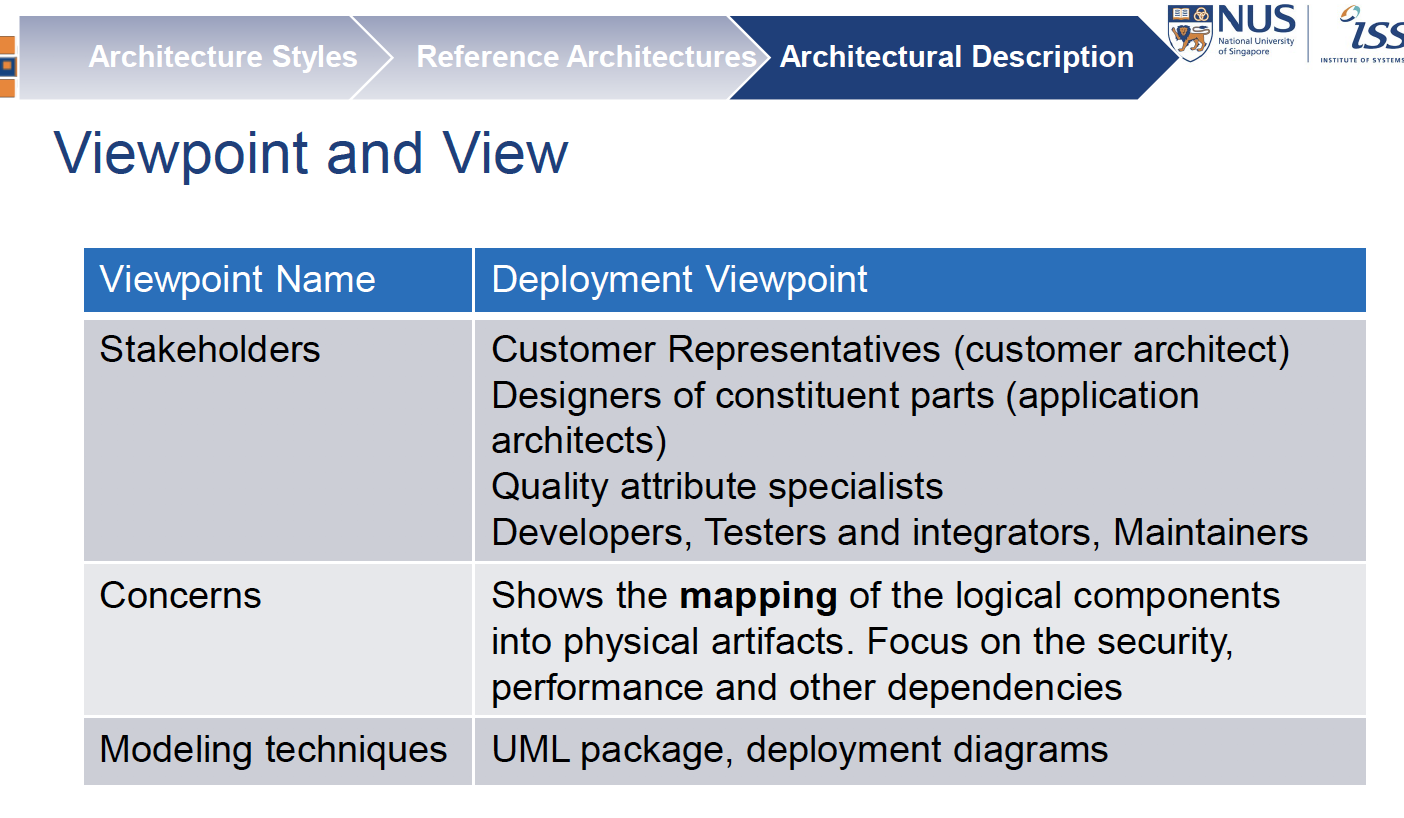 Architecture Styles
Reference Architectures
Architectural Description
NUS
National University
of Singapore
iss
INSTITUTE OF SYSTEMS
Viewpoint and View
Viewpoint Name
Deployment Viewpoint
Stakeholders
Customer Representatives (customer architect)
Designers of constituent parts (application
architects)
Quality attribute specialists
Developers, Testers and integrators, Maintainers
Concerns
Shows the mapping of the logical components
into physical artifacts. Focus on the security,
performance and other dependencies
Modeling techniques
UML package, deployment diagrams